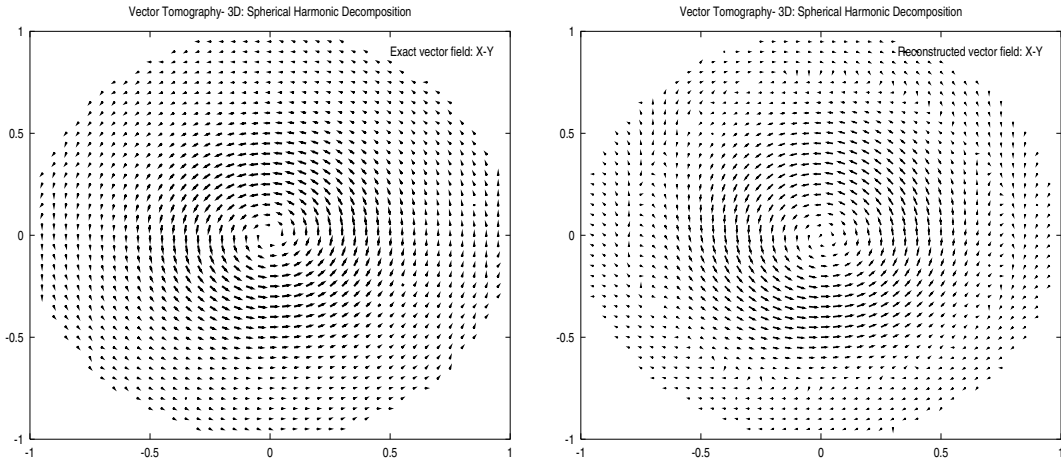 Vector Tomography- 3D: Spherical Harmonic Decomposition
Exact vector field: X-Y
1
0.5
0
-0.5
-1
-1 -0.5 0 0.5 1
Vector Tomography- 3D: Spherical Harmonic Decomposition
Reconstructed vector field: X-Y
1
0.5
0
-0.5
-1
-1 -0.5 0 0.5 1